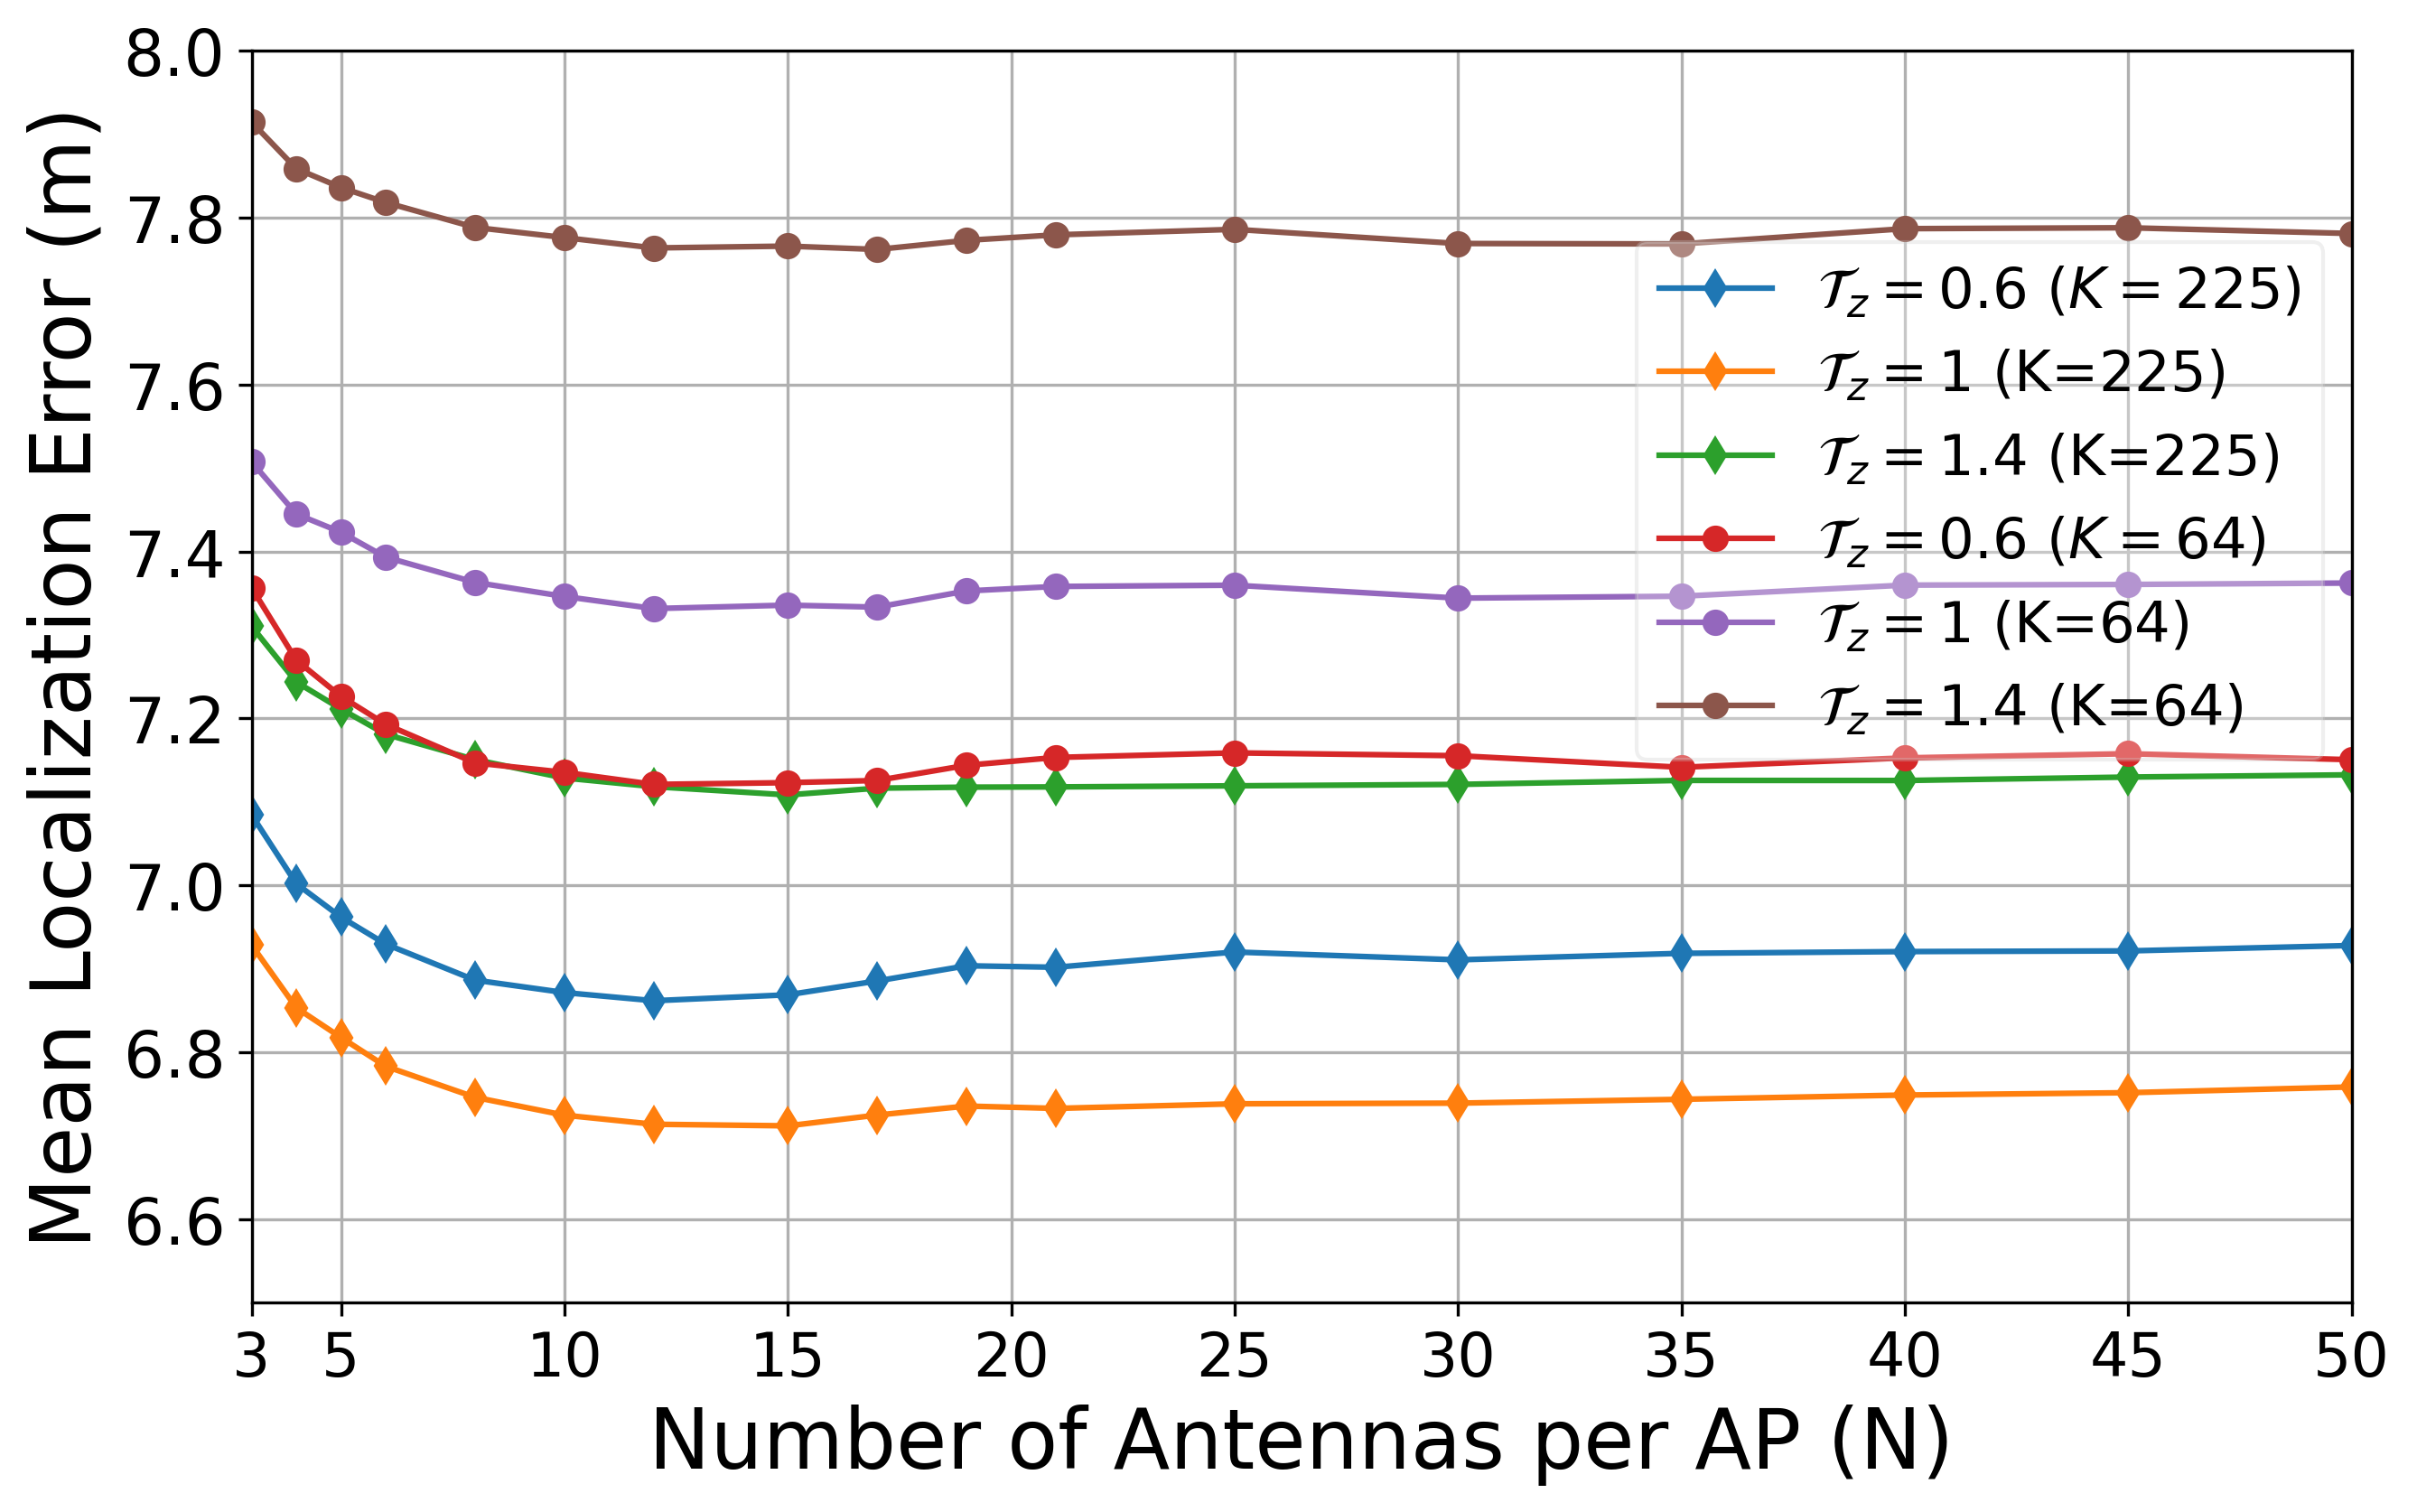 Mean Localization Error (m)
8.0
7.8
7.6
7.4
7.2
7.0
6.8
6.6
𝒯z = 0.6 (K = 225)
𝒯z = 1 (K=225)
𝒯z = 1.4 (K=225)
𝒯z = 0.6 (K = 64)
𝒯z = 1 (K=64)
𝒯z = 1.4 (K=64)
3 5 10 15 20 25 30 35 40 45 50
Number of Antennas per AP (N)